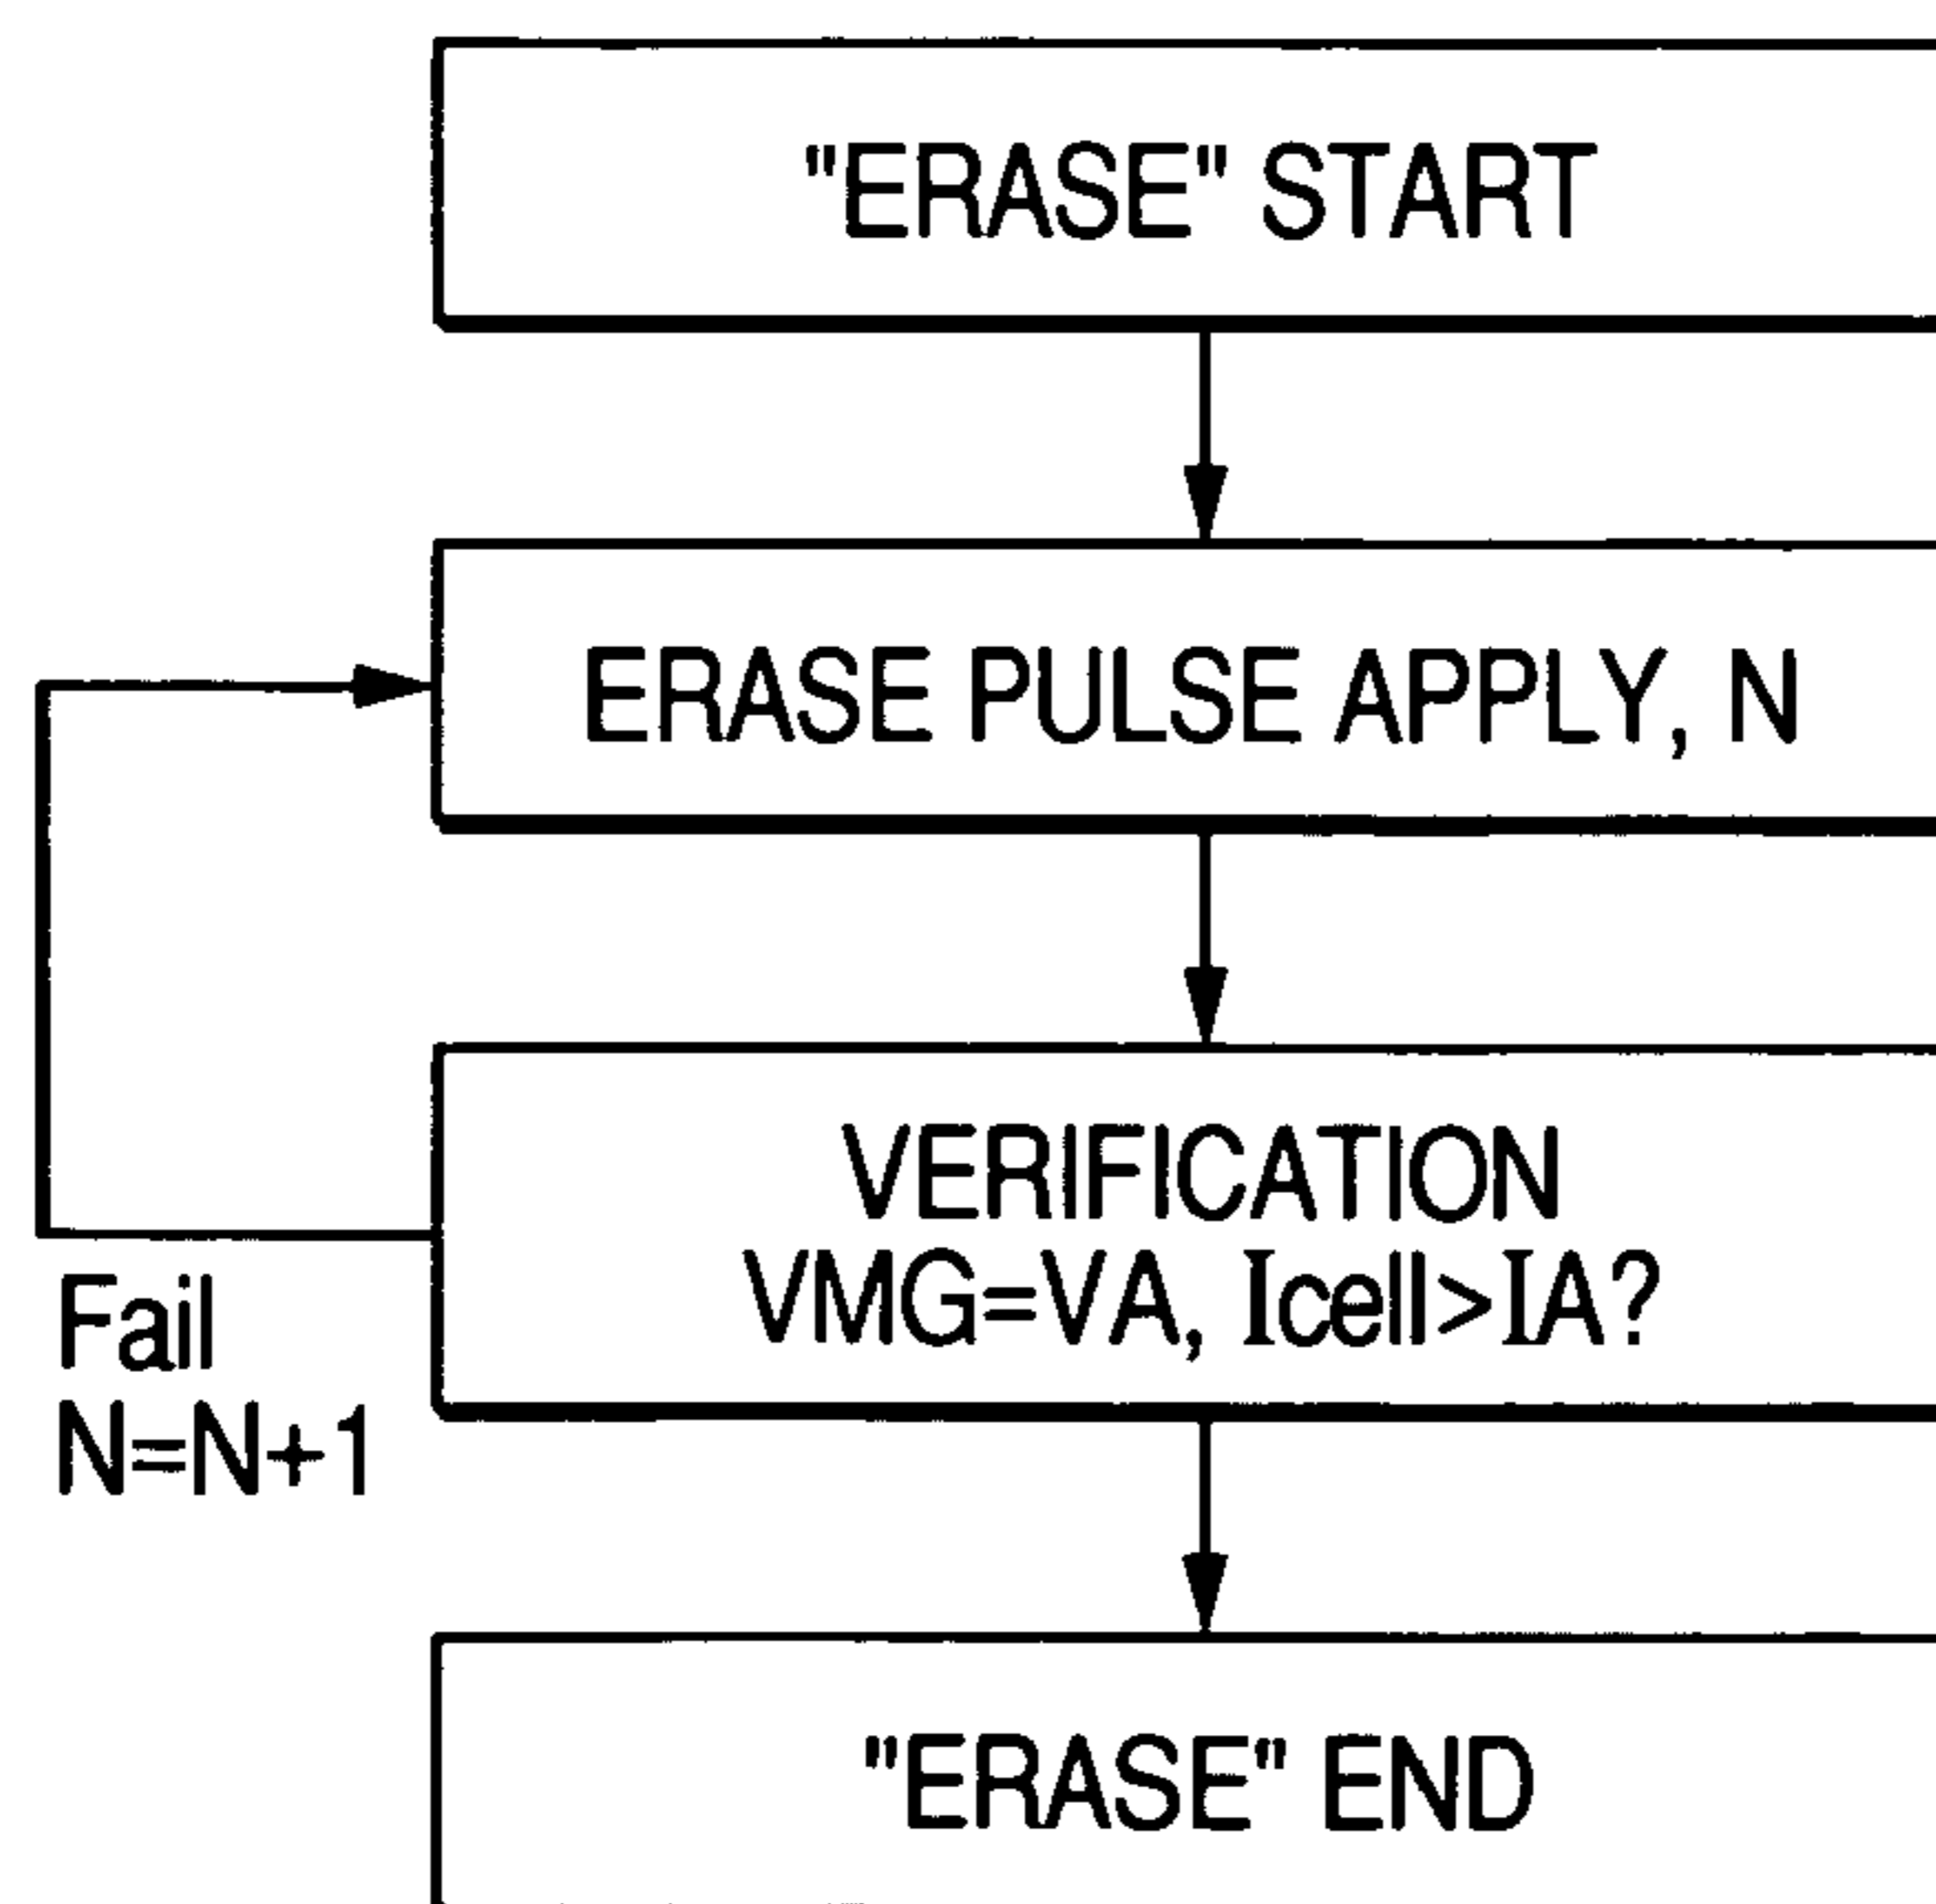 "ERASE" START
ERASE PULSE APPLY, N
VERIFICATION
VMG=VA, Icell>IA?
Fail
N=N+1
"ERASE" END